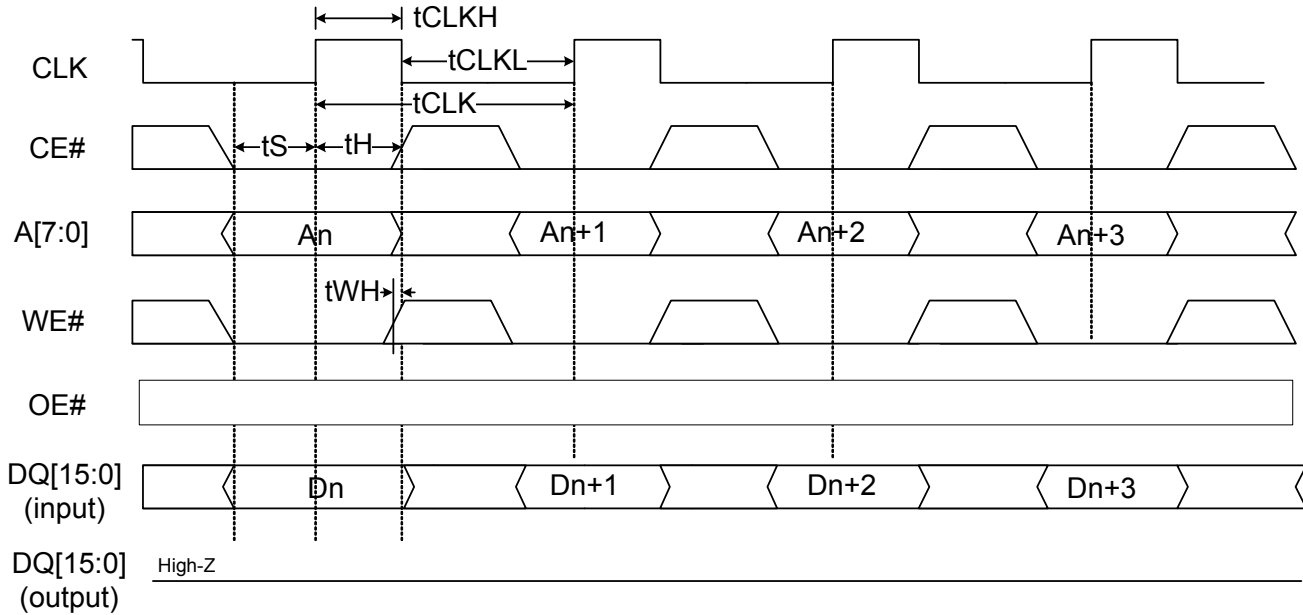 tCLKH
CLK
tCLKL
tCLK
CE#
tS
tH
A[7:0]
An
An+1
An+2
An+3
tWH
WE#
OE#
DQ[15:0]
(input)
Dn
Dn+1
Dn+2
Dn+3
DQ[15:0]
(output)
High-Z